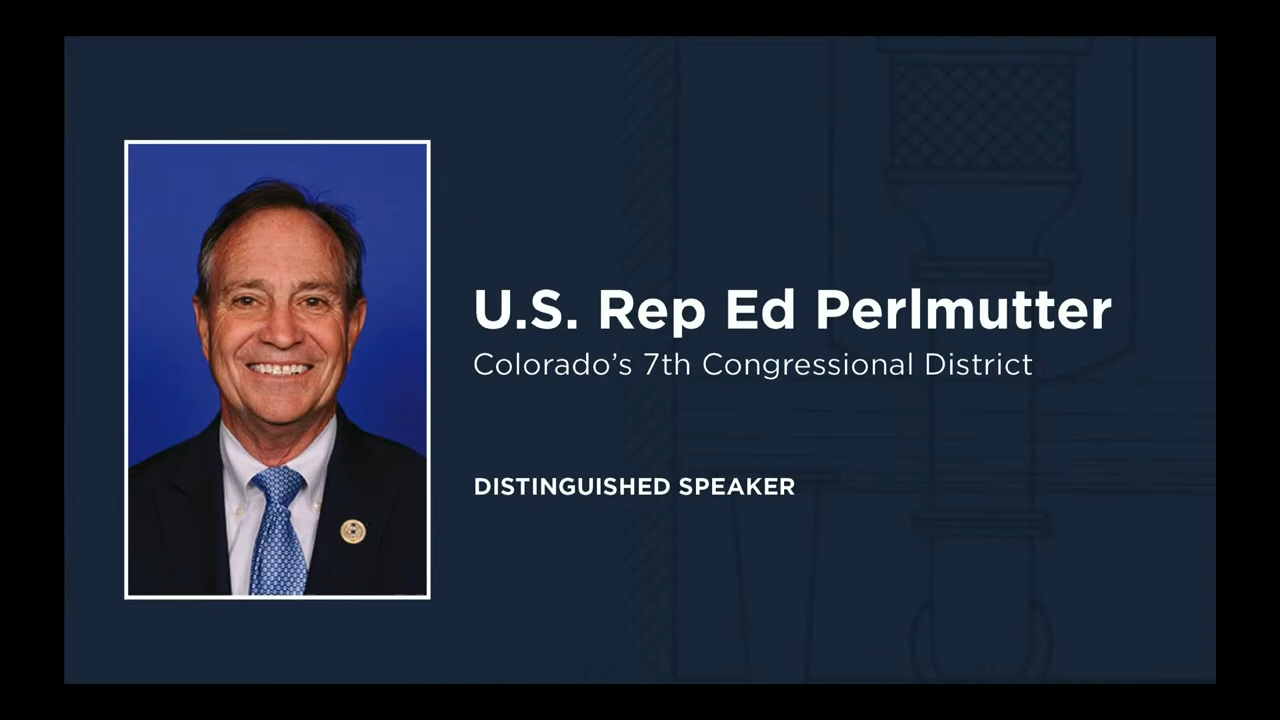 U.S. Rep Ed Perlmutter
Colorado’s 7th Congressional District
DISTINGUISHED SPEAKER